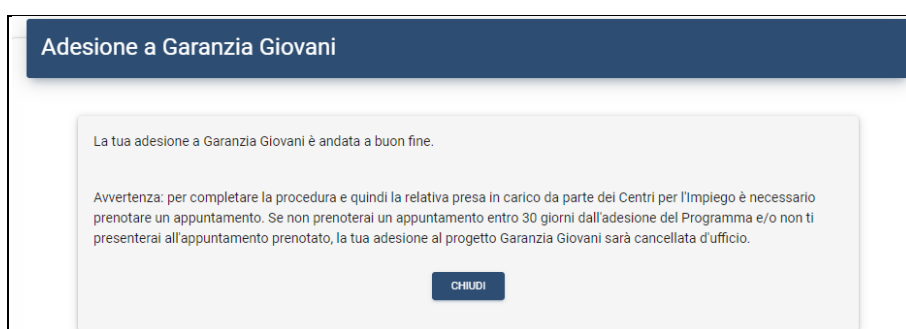 Adesione a Garanzia Giovani
La tua adesione a Garanzia Giovani è andata a buon fine.
Avvertenza: per completare la procedura e quindi la relativa presa in carico da parte dei Centri per l'Impiego è necessario
prenotare un appuntamento. Se non prenoterai un appuntamento entro 30 giorni dall'adesione del Programma e/o non ti
presenterai all'appuntamento prenotato, la tua adesione al progetto Garanzia Giovani sarà cancellata d'ufficio.
CHIUDI